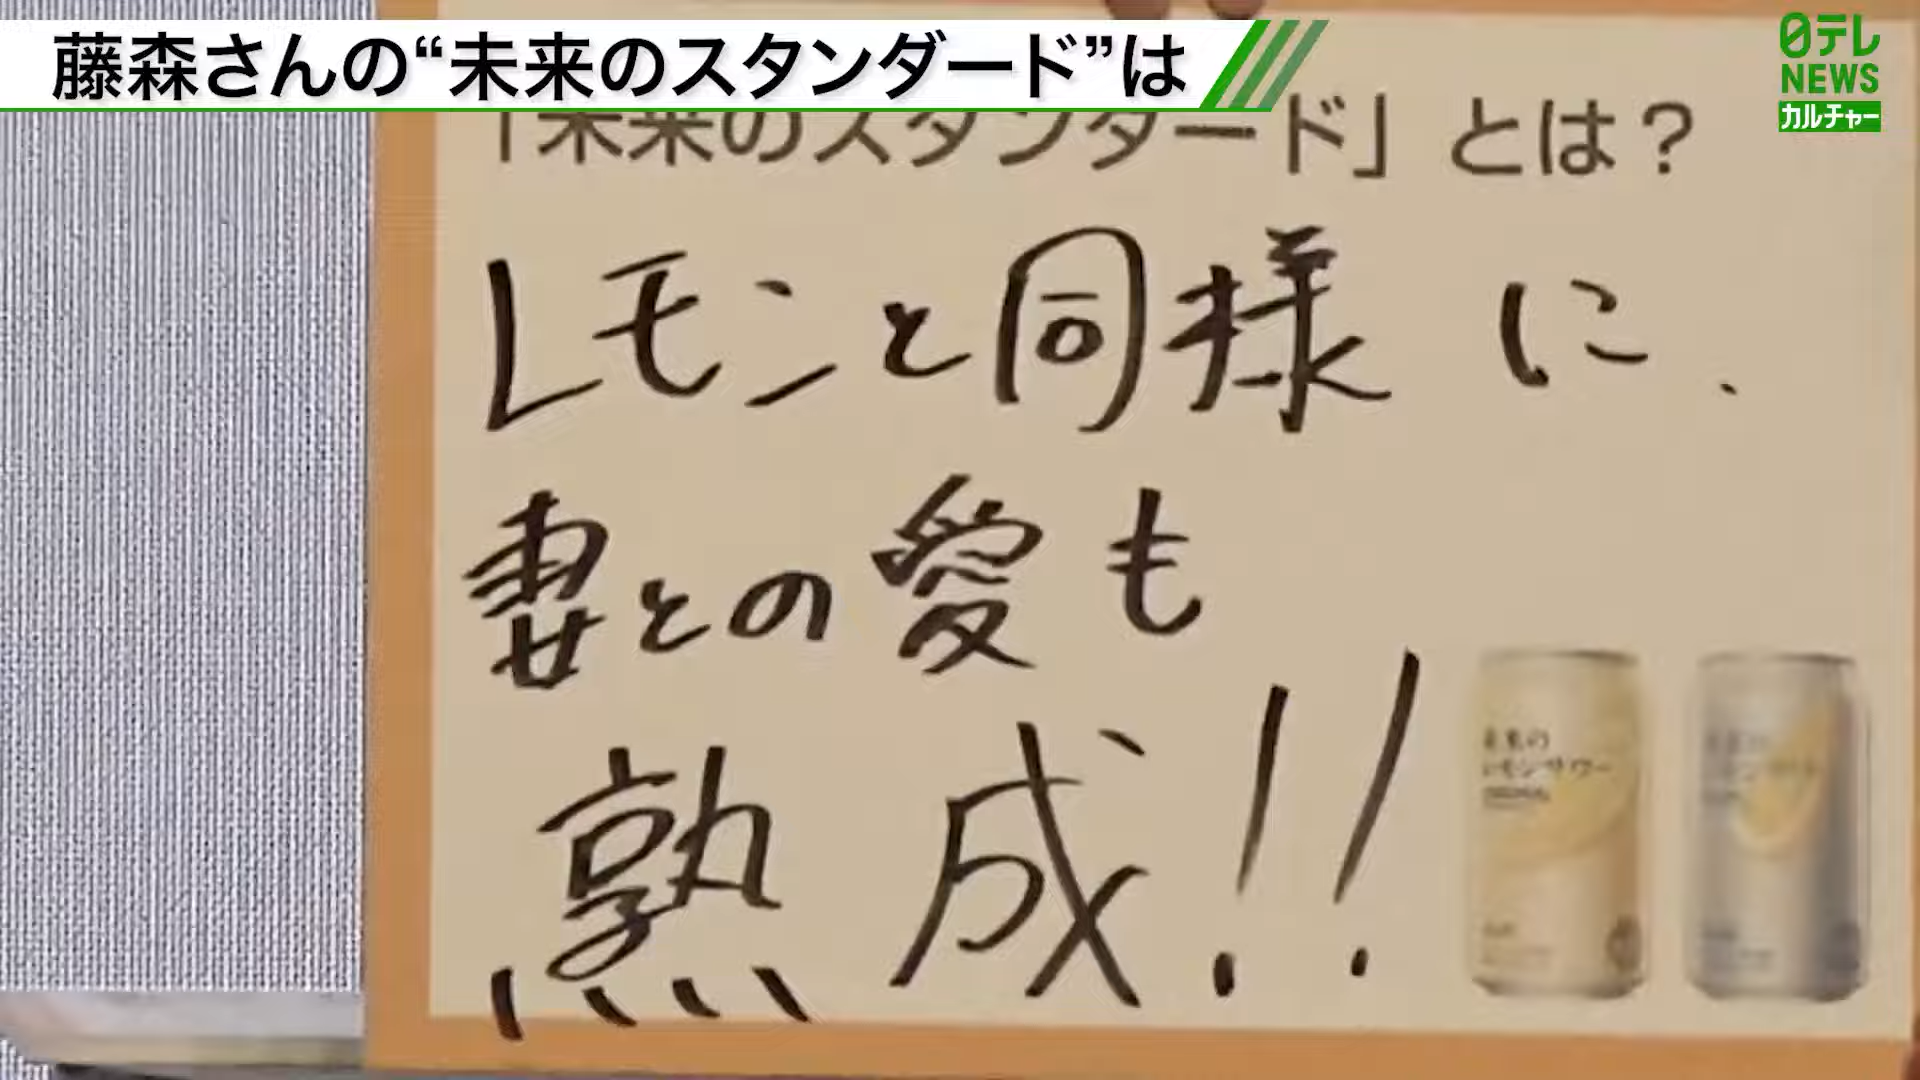 藤森さんの“未来のスタンダード”は
日テレ
NEWS
カルチャー
「未来のスタンダード」とは？
レモンと同様に、
妻との愛も
熟成!!
未来の
レモンサワー